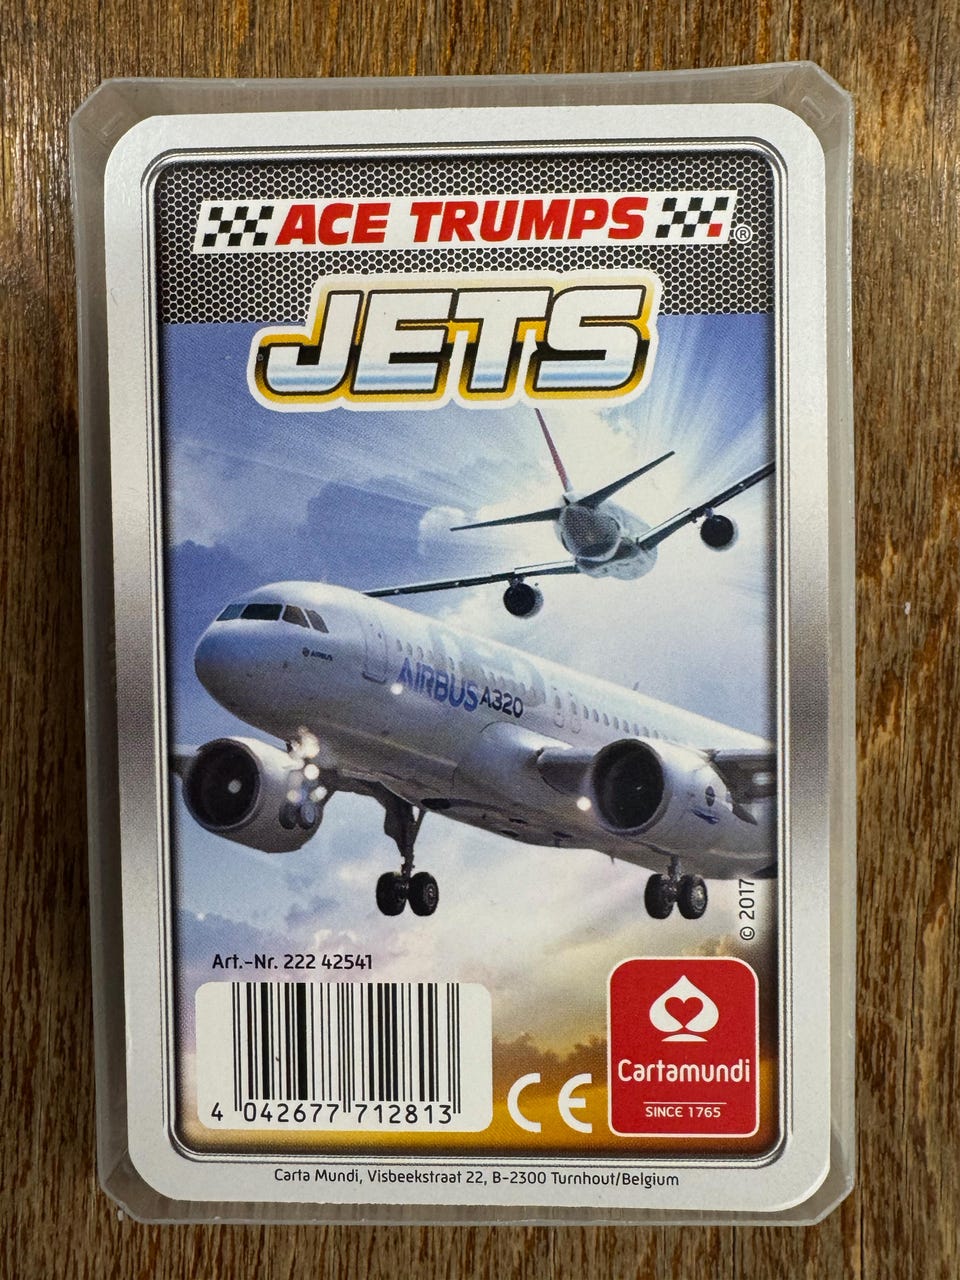 ACE TRUMPS ®
JETS
AIRBUS
AIRBUS A320
© 2017
Art.-Nr. 222 42541
4 042677 712813
CE
Cartamundi
SINCE 1765
Carta Mundi, Visbeekstraat 22, B-2300 Turnhout/Belgium